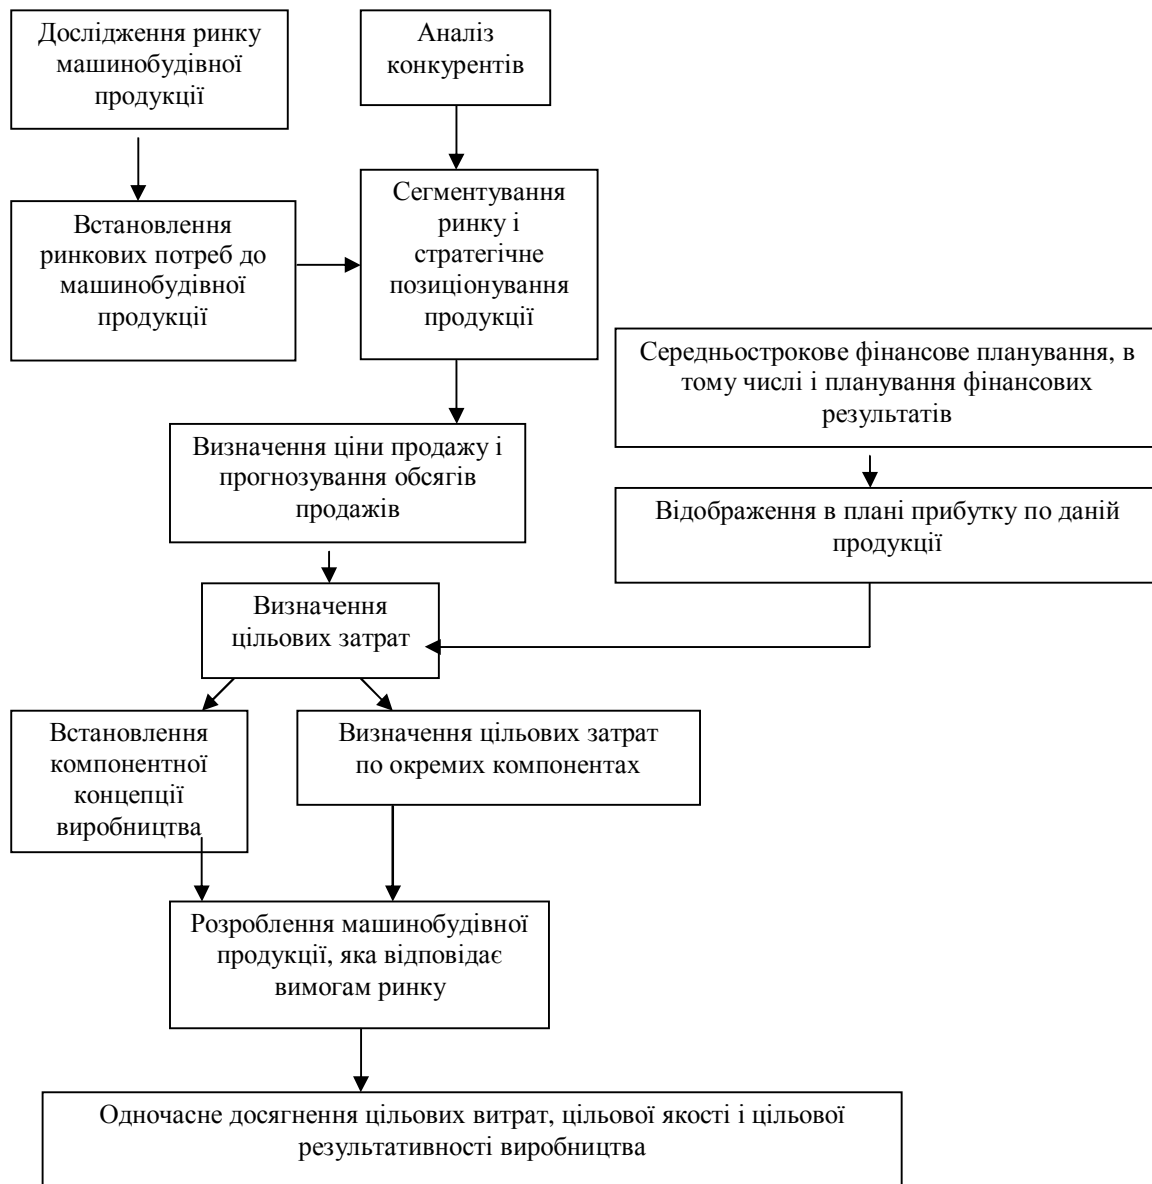 Дослідження ринку
машинобудівної
продукції
Аналіз
конкурентів
Встановлення
ринкових потреб до
машинобудівної
продукції
Сегментування
ринку і
стратегічне
позиціонування
продукції
Середньострокове фінансове планування, в
тому числі і планування фінансових
результатів
Визначення ціни продажу і
прогнозування обсягів
продажів
Відображення в плані прибутку по даній
продукції
Визначення
цільових затрат
Встановлення
компонентної
концепції
виробництва
Визначення цільових затрат
по окремих компонентах
Розроблення машинобудівної
продукції, яка відповідає
вимогам ринку
Одночасне досягнення цільових витрат, цільової якості і цільової
результативності виробництва